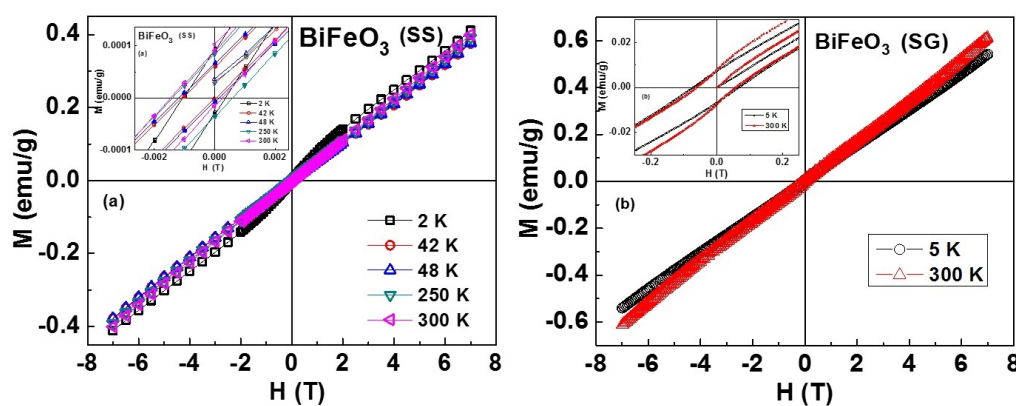 BiFeO3 (SS)
(a)
M (emu/g)
0.0001
0.0000
-0.0001
-0.002
0.000
0.002
H (T)
2 K
42 K
48 K
250 K
300 K
BiFeO3 (SS)
M (emu/g)
0.4
0.2
0.0
-0.2
-0.4
(a)
2 K
42 K
48 K
250 K
300 K
-8 -6 -4 -2 0 2 4 6 8
H (T)
M (emu/g)
0.02
0.00
-0.02
(b)
5 K
300 K
-0.2
0.0
0.2
H (T)
BiFeO3 (SG)
M (emu/g)
0.6
0.4
0.2
0.0
-0.2
-0.4
-0.6
(b)
5 K
300 K
-8 -6 -4 -2 0 2 4 6 8
H (T)